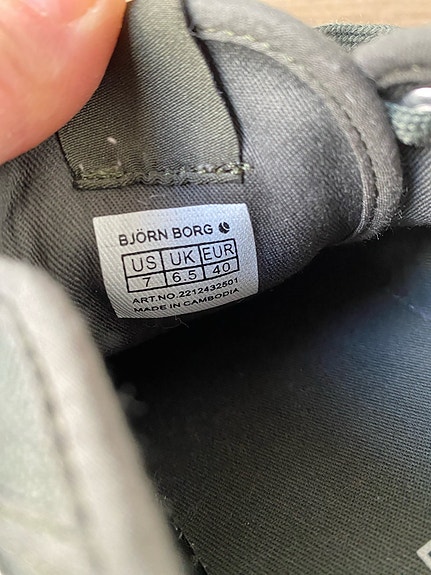 BJÖRN BORG
US UK EUR
7 6.5 40
ART.NO.2212432501
MADE IN CAMBODIA